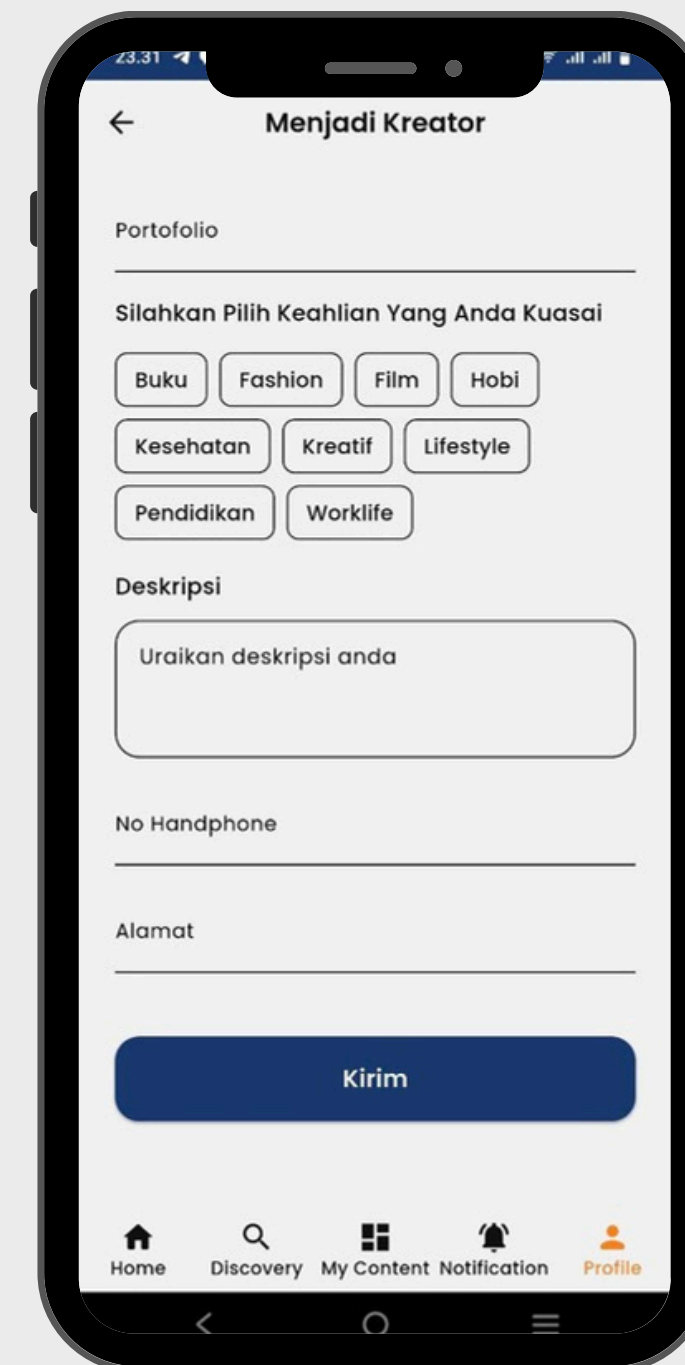 23.31
Menjadi Kreator
Portofolio
Silahkan Pilih Keahlian Yang Anda Kuasai
Buku Fashion Film Hobi
Kesehatan Kreatif Lifestyle
Pendidikan Worklife
Deskripsi
Uraikan deskripsi anda
No Handphone
Alamat
Kirim
Home Discovery My Content Notification Profile